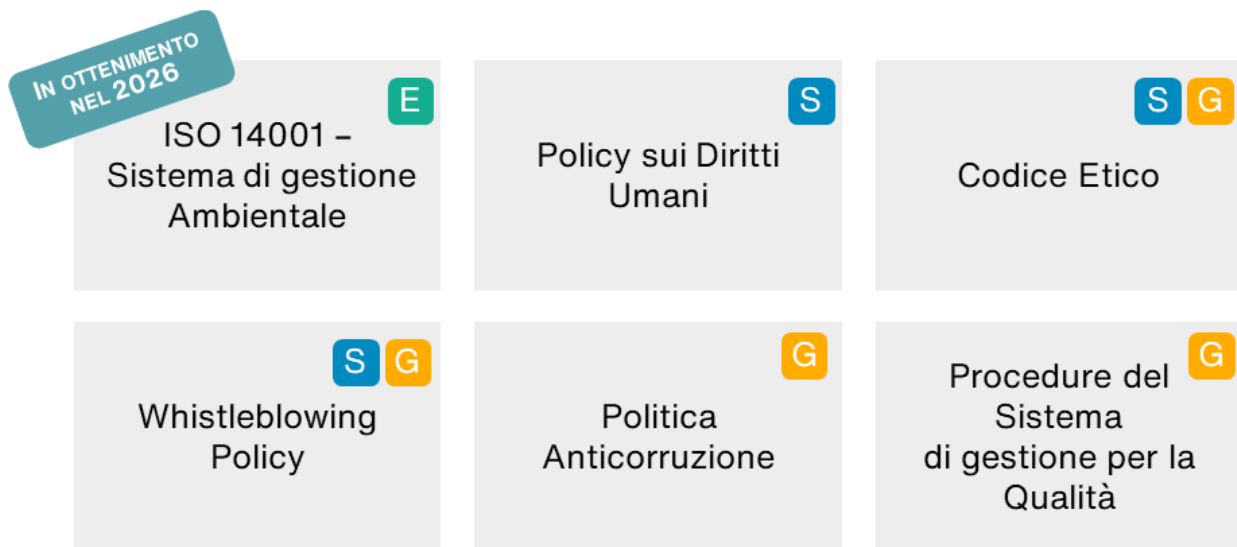 IN OTTENIMENTO
NEL 2026
E
ISO 14001 –
Sistema di gestione
Ambientale
S
Policy sui Diritti
Umani
S G
Codice Etico
S G
Whistleblowing
Policy
G
Politica
Anticorruzione
G
Procedure del
Sistema
di gestione per la
Qualità